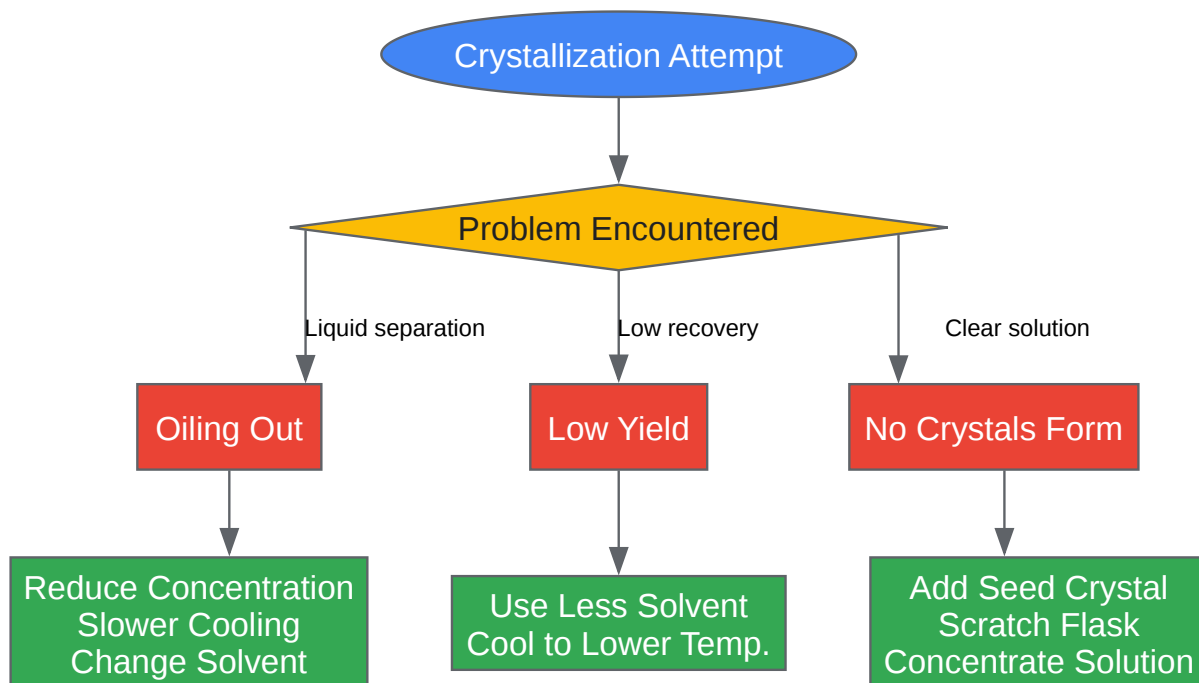 Crystallization Attempt
Problem Encountered
Liquid separation
Low recovery
Clear solution
Oiling Out
Low Yield
No Crystals Form
Reduce Concentration
Slower Cooling
Change Solvent
Use Less Solvent
Cool to Lower Temp.
Add Seed Crystal
Scratch Flask
Concentrate Solution